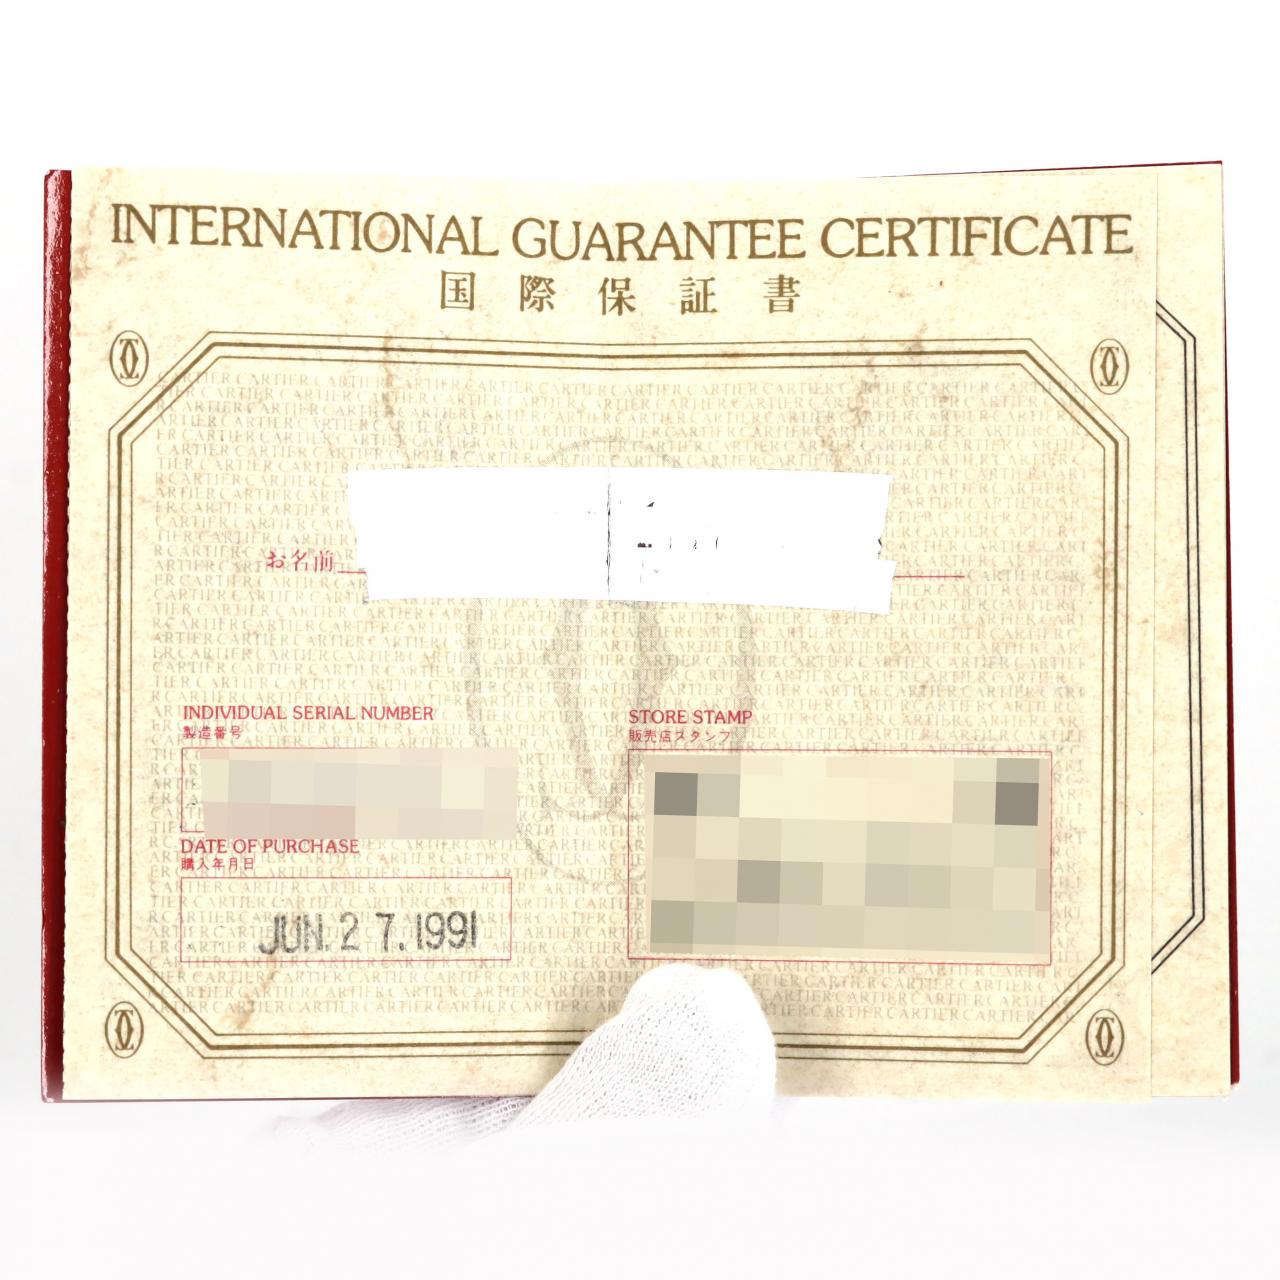 INTERNATIONAL GUARANTEE CERTIFICATE
国際保証書
お名前
INDIVIDUAL SERIAL NUMBER
製造番号
STORE STAMP
販売店スタンプ
DATE OF PURCHASE
購入年月日
JUN. 27. 1991